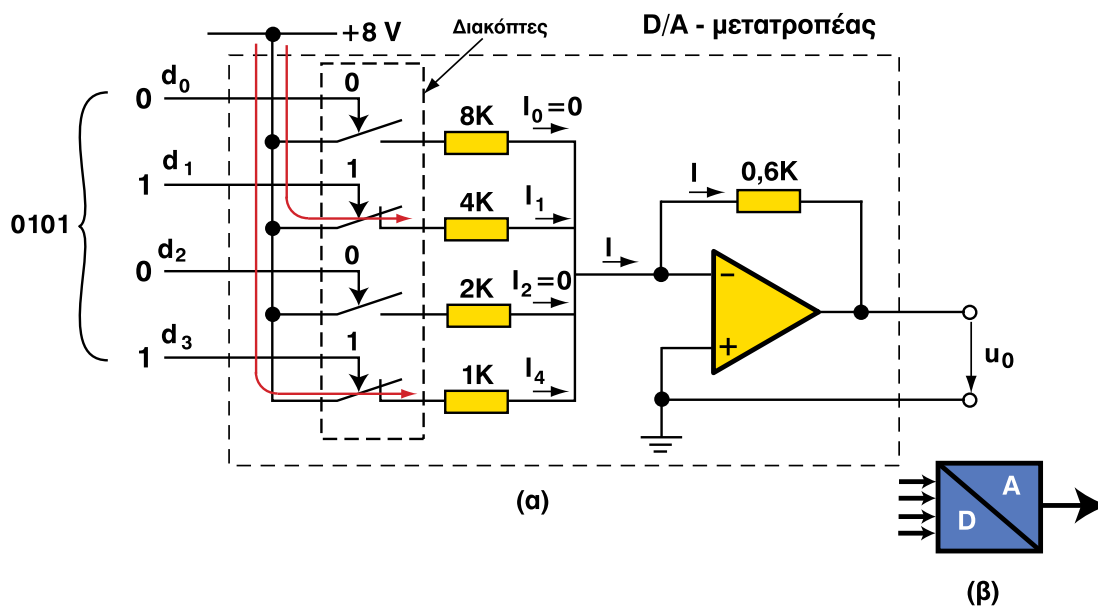 +8 V
Διακόπτες
D/A - μετατροπέας
d0
0
0
8K
I0=0
d1
1
1
4K
I1
I
0,6K
0101
d2
0
0
2K
I2=0
I
−
+
d3
1
1
1K
I4
u0
(α)
A
D
(β)